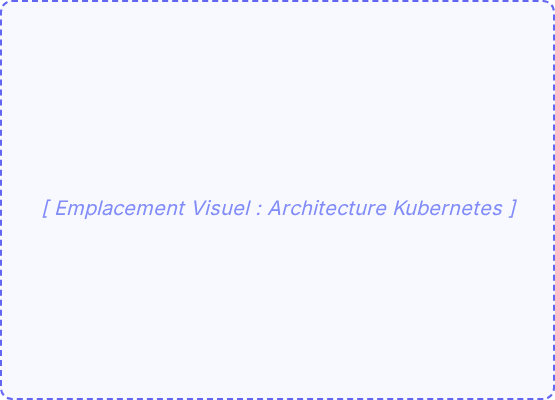 [ Emplacement Visuel : Architecture Kubernetes ]